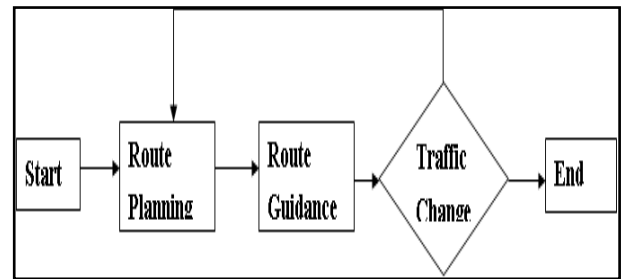 Start
Route
Planning
Route
Guidance
Traffic
Change
End